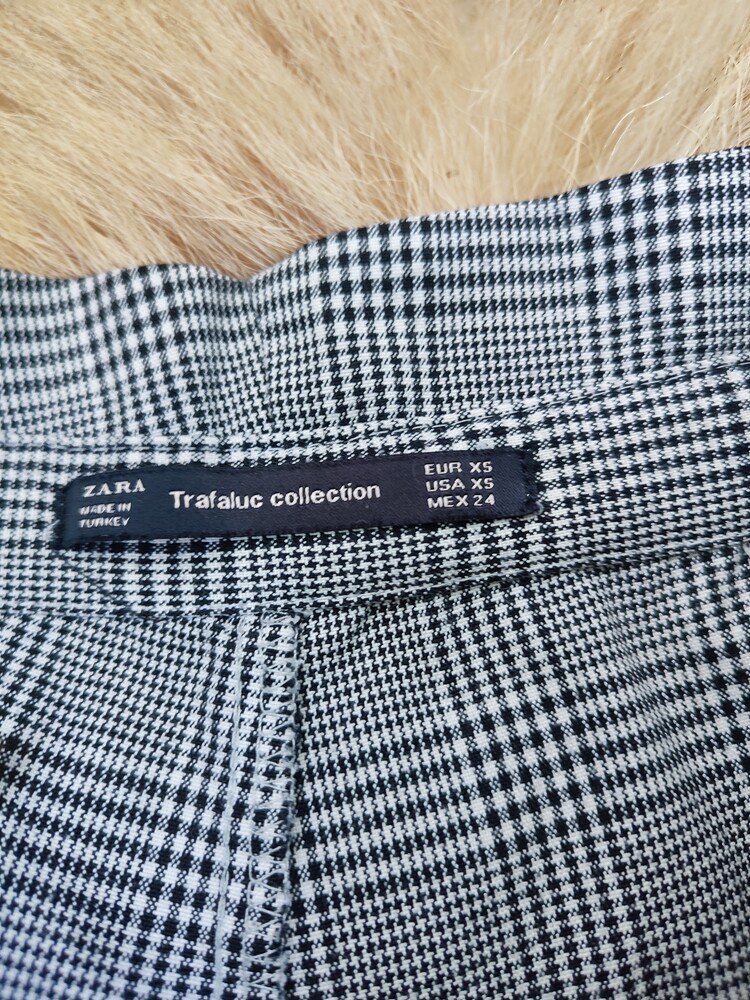 ZARA
MADE IN
TURKEY
Trafaluc collection
EUR XS
USA XS
MEX 24